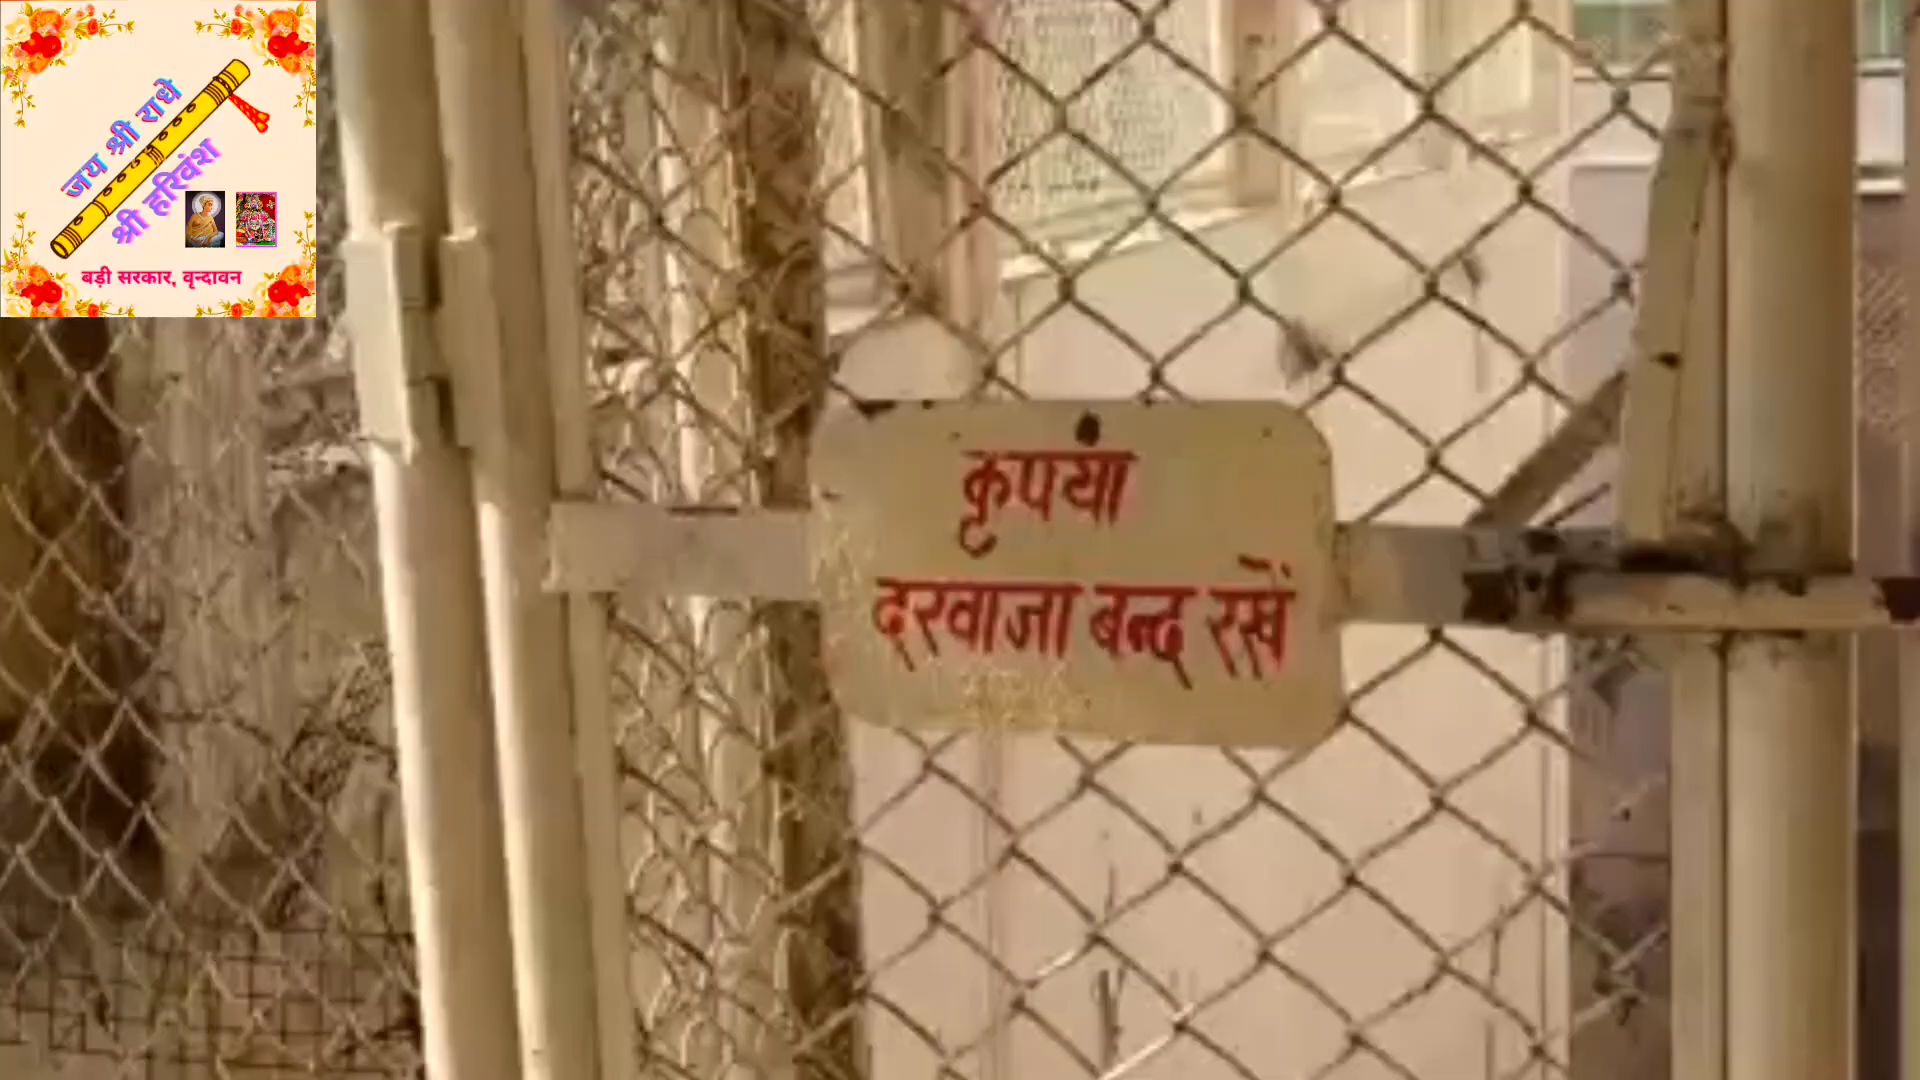 जय श्री राधे
श्री हरिवंश
बड़ी सरकार, वृन्दावन
कृपया
दरवाजा बन्द रखें